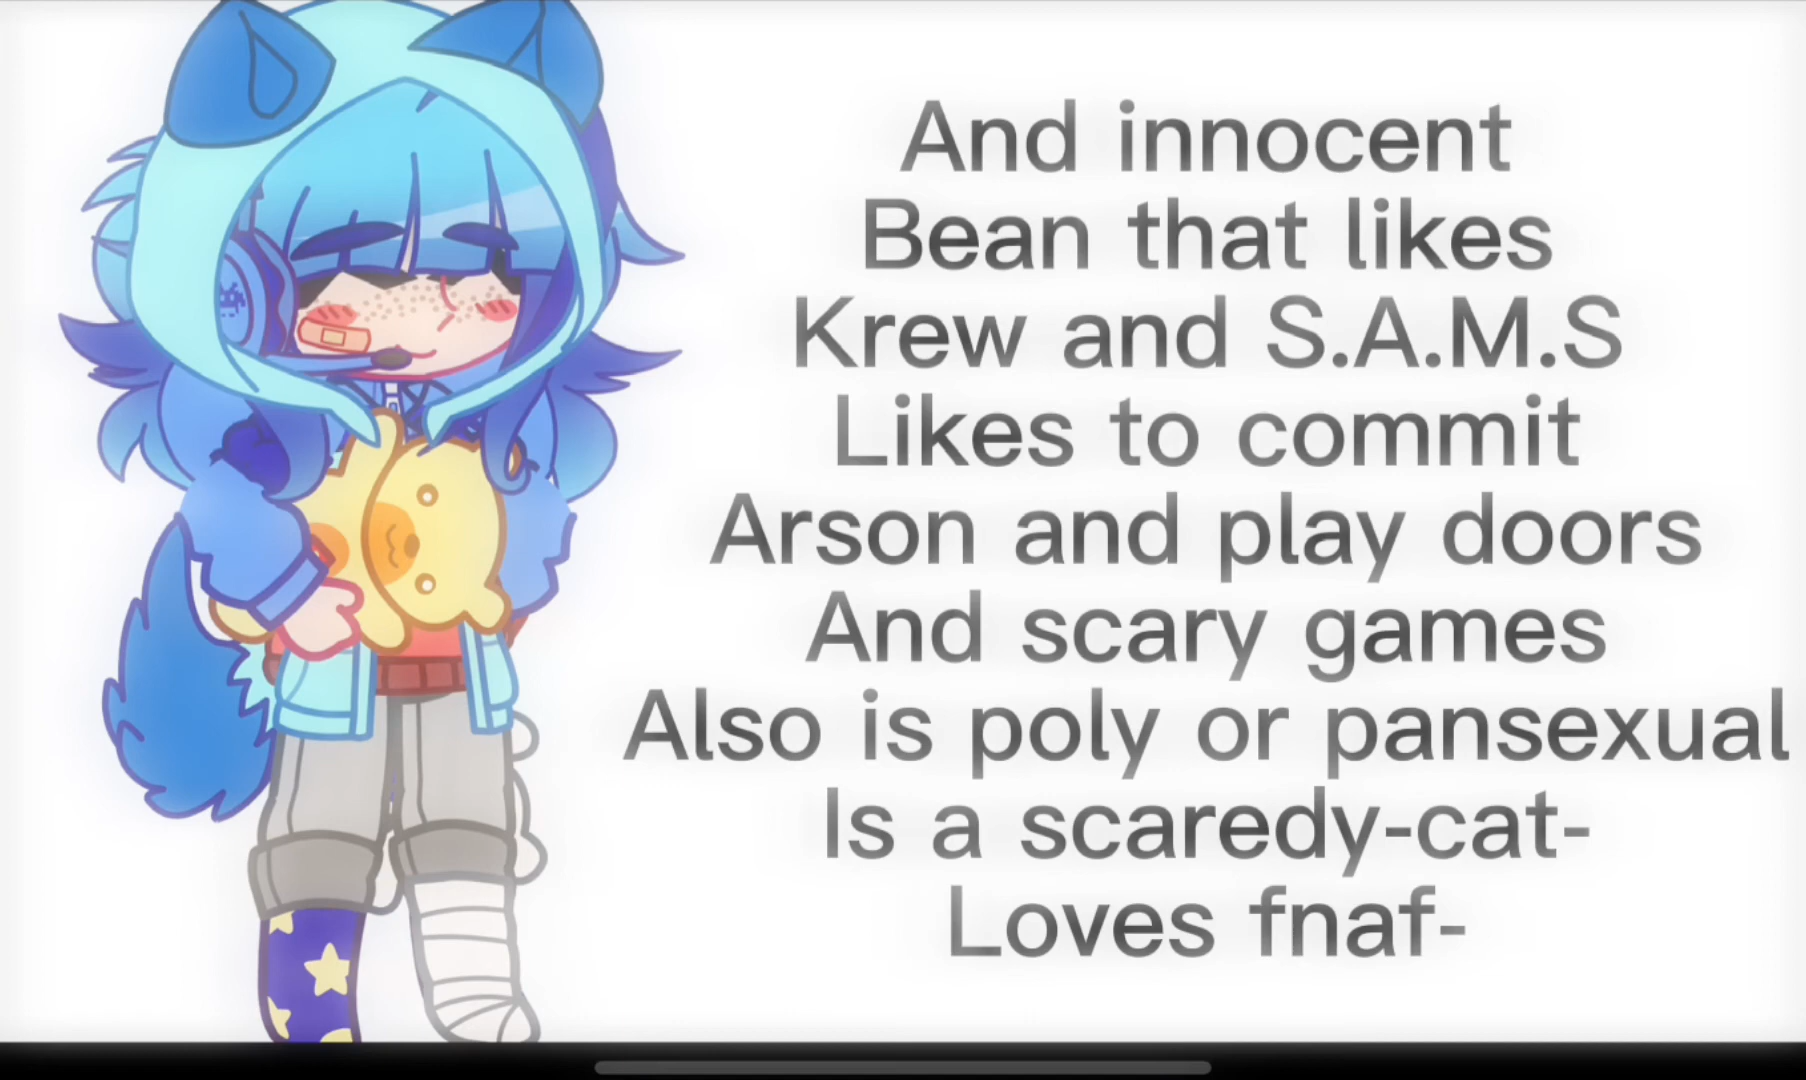 And innocent
Bean that likes
Krew and S.A.M.S
Likes to commit
Arson and play doors
And scary games
Also is poly or pansexual
Is a scaredy-cat-
Loves fnaf-